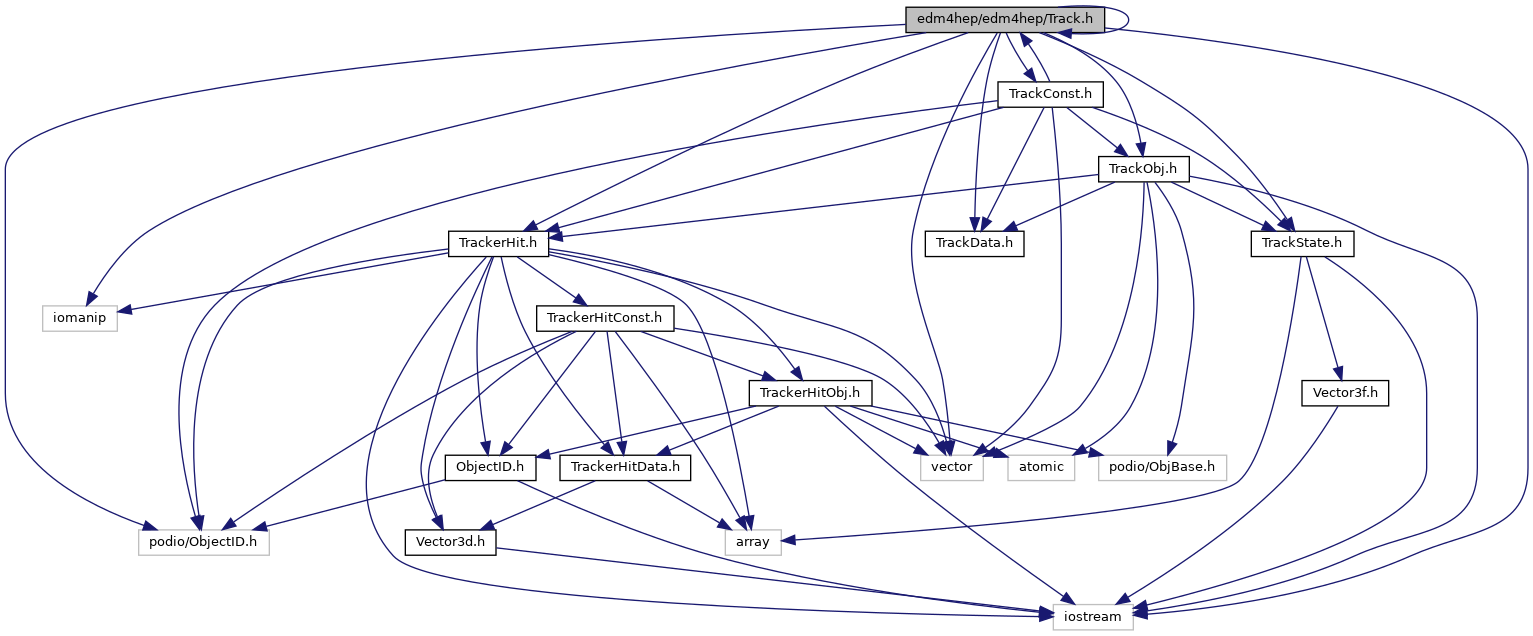 edm4hep/edm4hep/Track.h
TrackConst.h
TrackObj.h
TrackerHit.h
TrackData.h
TrackState.h
iomanip
TrackerHitConst.h
TrackerHitObj.h
Vector3f.h
ObjectID.h
TrackerHitData.h
vector
atomic
podio/ObjBase.h
podio/ObjectID.h
Vector3d.h
array
iostream